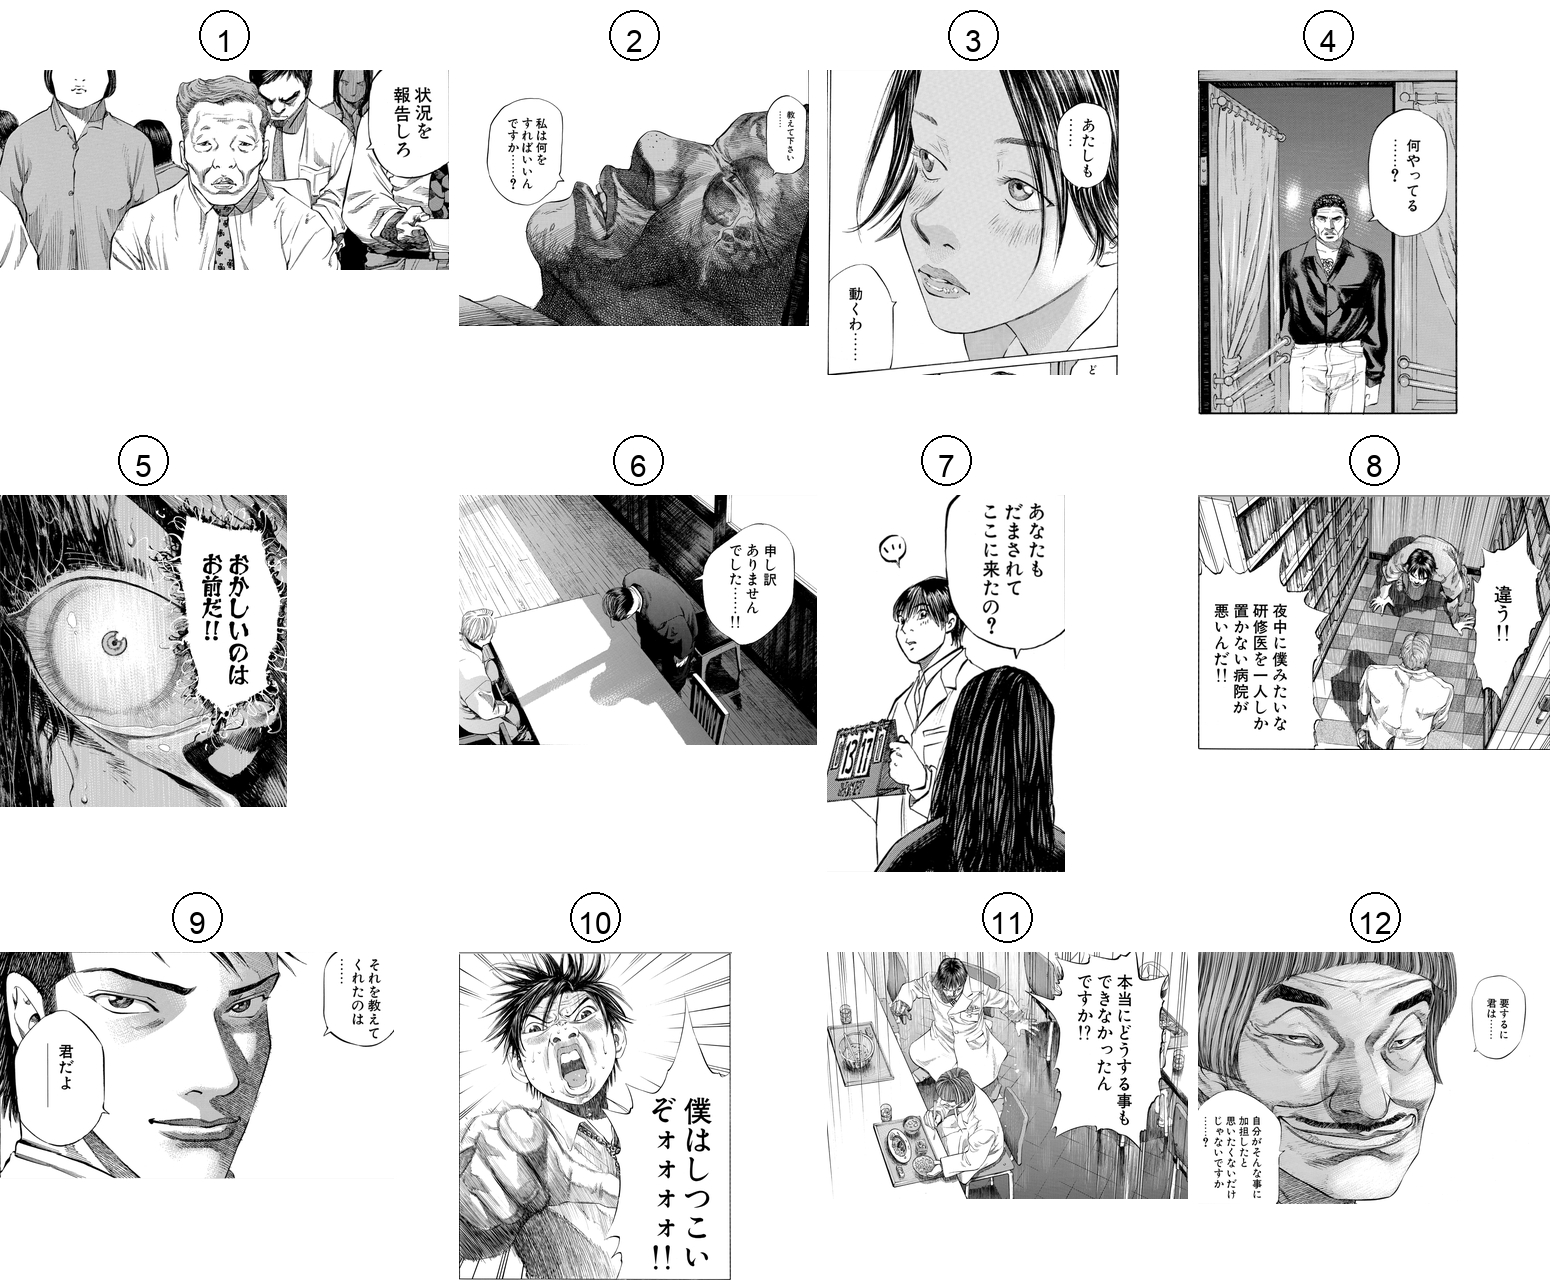 1
状況を
報告しろ
2
教えて下さい
……
私は何を
すればいいん
ですか……？
3
あたしも
……
動くわ……
ど
4
何やってる
……？
5
おかしいのは
お前だ!!
6
申し訳
ありません
でした……!!
7
あなたも
だまされて
ここに来たの？
13 17
8
違う!!
夜中に僕みたいな
研修医を一人しか
置かない病院が
悪いんだ!!
9
それを教えて
くれたのは
……
君だよ
10
僕はしつこい
ぞォォォォ!!
11
本当にどうする事も
できなかったん
ですか!?
12
要するに
君は……
自分がそんな事に
加担したと
思いたくないだけ
じゃないですか
……？